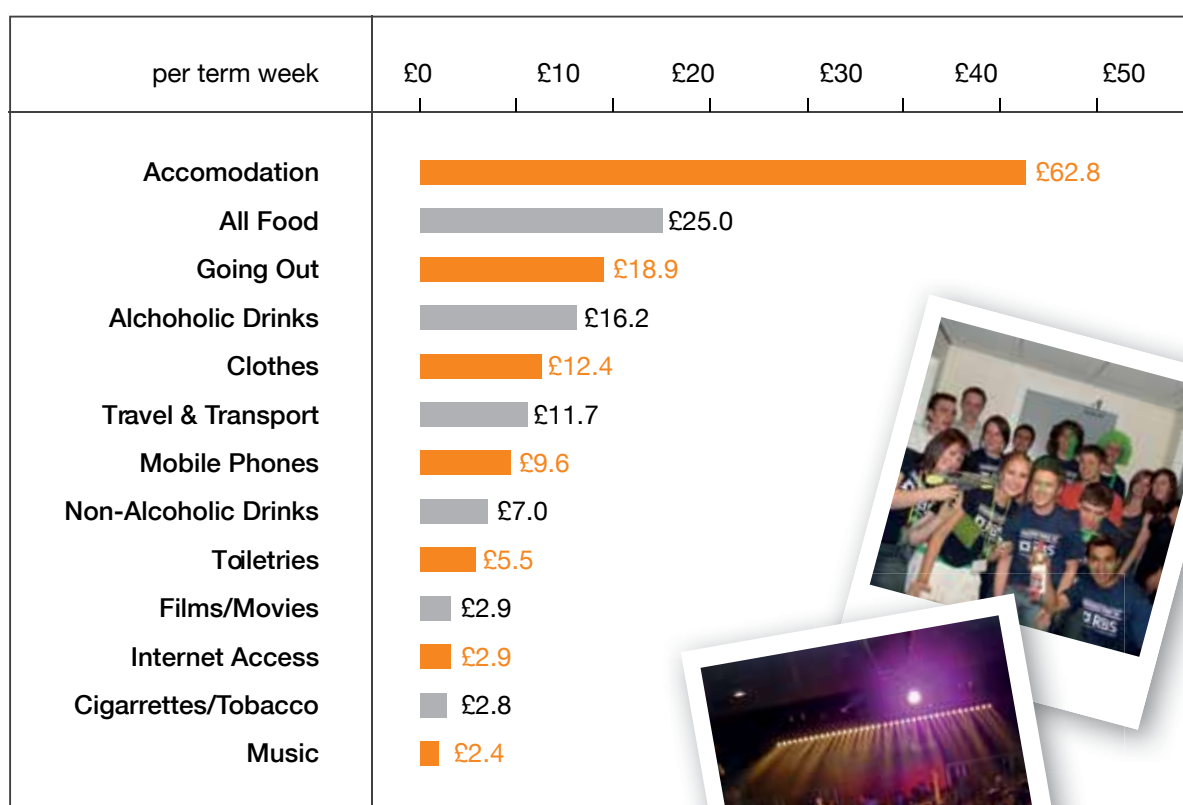 per term week £0 £10 £20 £30 £40 £50
Accomodation £62.8
All Food £25.0
Going Out £18.9
Alchoholic Drinks £16.2
Clothes £12.4
Travel & Transport £11.7
Mobile Phones £9.6
Non-Alcoholic Drinks £7.0
Toiletries £5.5
Films/Movies £2.9
Internet Access £2.9
Cigarrettes/Tobacco £2.8
Music £2.4
RBS
RBS